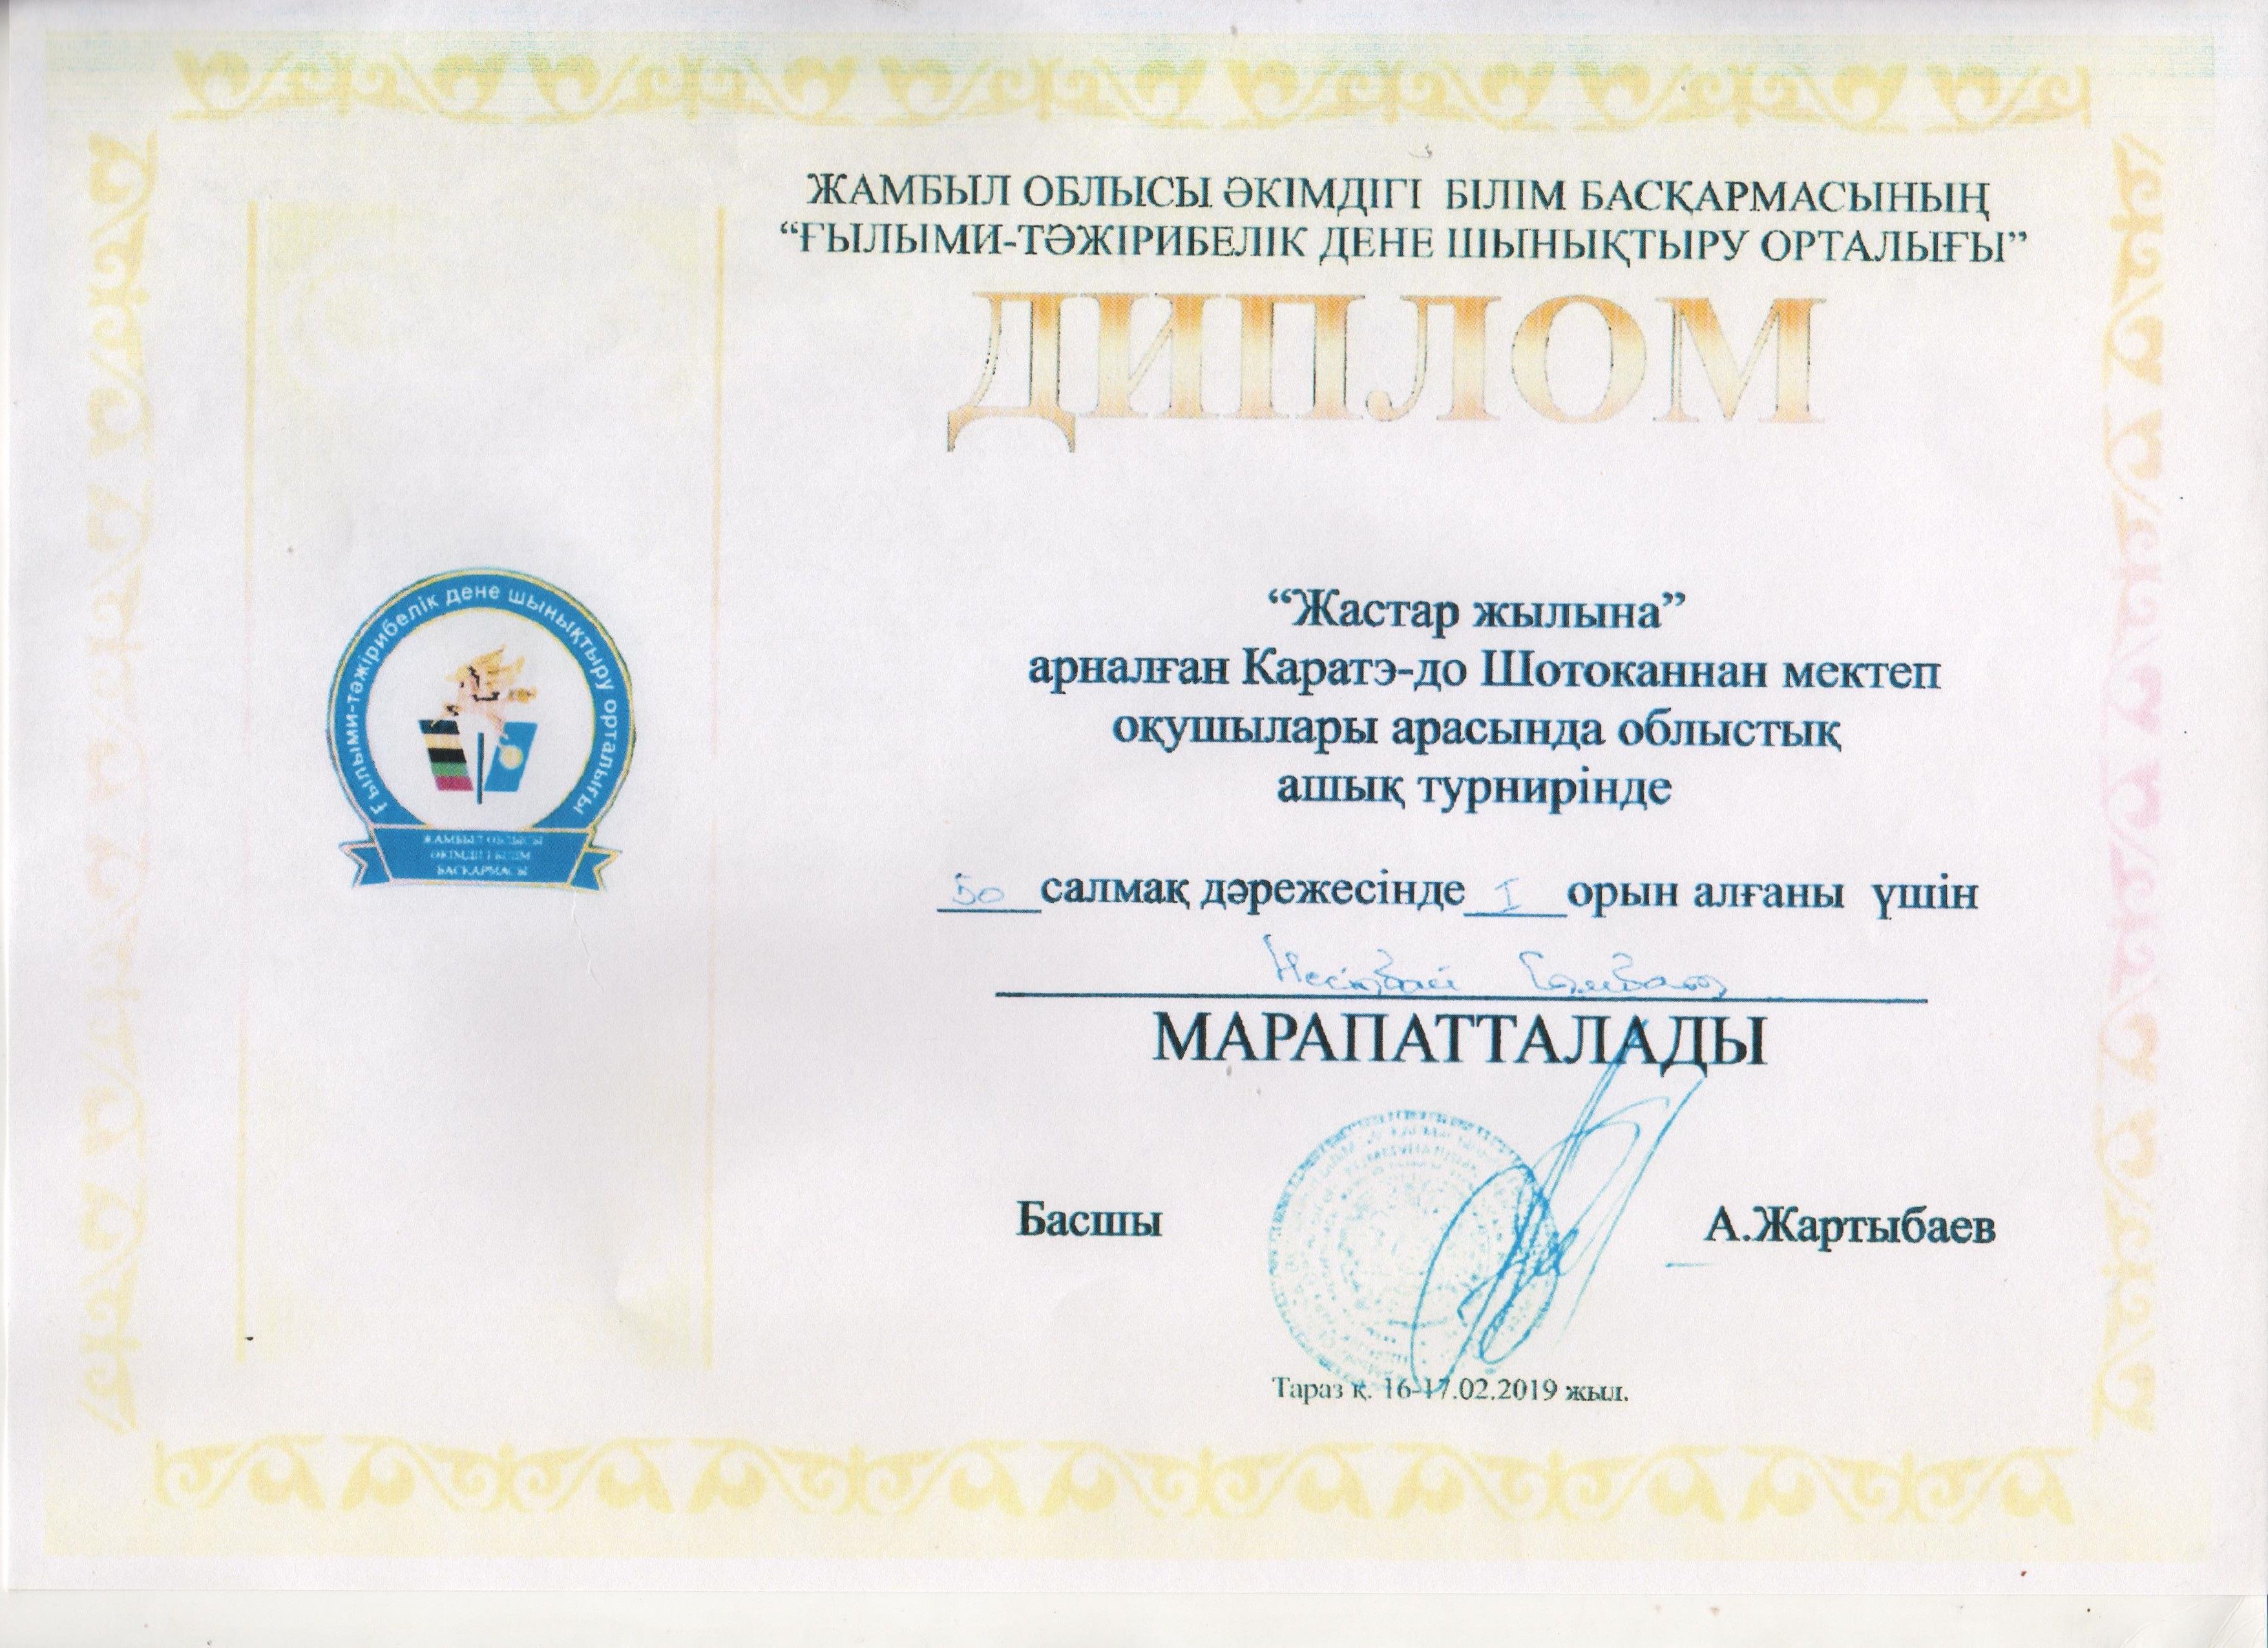 ЖАМБЫЛ ОБЛЫСЫ ӘКІМДІГІ БІЛІМ БАСҚАРМАСЫНЫҢ
“ҒЫЛЫМИ-ТӘЖІРИБЕЛІК ДЕНЕ ШЫНЫҚТЫРУ ОРТАЛЫҒЫ”
ДИПЛОМ
Ғылыми-тәжірибелік дене шынықтыру орталығы
ЖАМБЫЛ ОБЛЫСЫ
ӘКІМДІГІ БІЛІМ
БАСҚАРМАСЫ
“Жастар жылына”
арналған Каратэ-до Шотоканнан мектеп
оқушылары арасында облыстық
ашық турнирінде
50 салмақ дәрежесінде I орын алғаны үшін
МАРАПАТТАЛАДЫ
Басшы
А.Жартыбаев
Тараз қ. 16-17.02.2019 жыл.